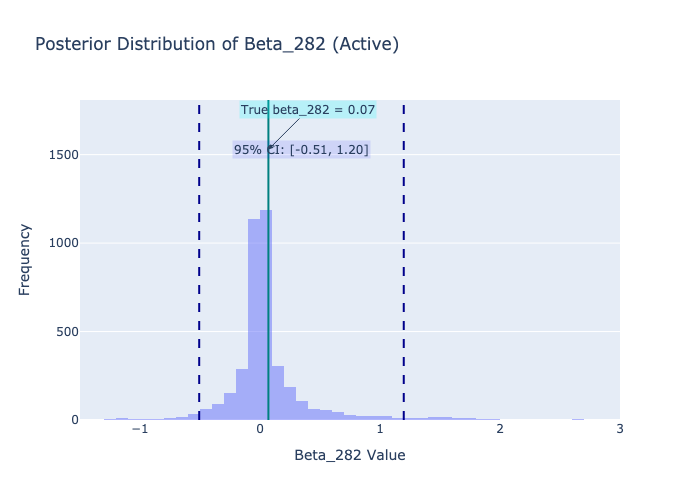 Posterior Distribution of Beta_282 (Active)
True beta_282 = 0.07
95% CI: [-0.51, 1.20]
1500
1000
500
0
Frequency
−1
0
1
2
3
Beta_282 Value